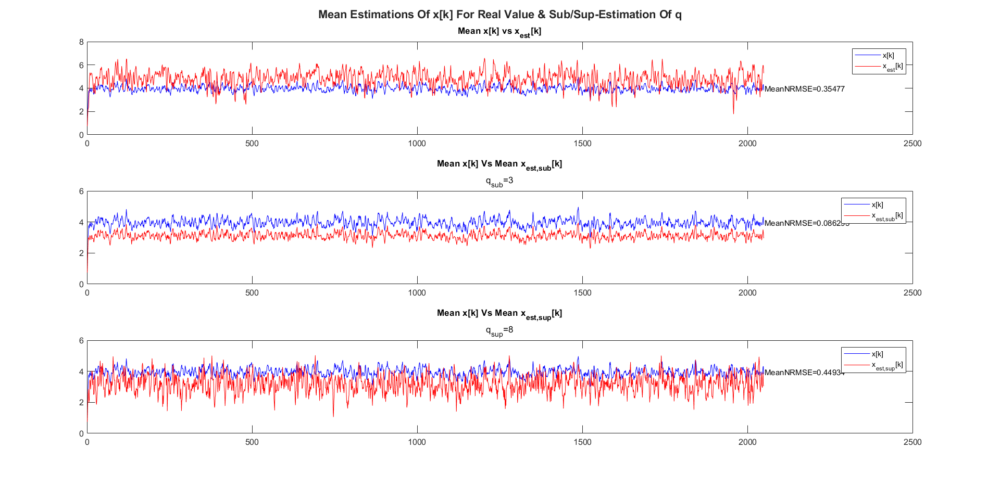 Mean Estimations Of x[k] For Real Value & Sub/Sup-Estimation Of q
Mean x[k] vs x_est[k]
8
6
4
2
0
0 500 1000 1500 2000 2500
x[k]
x_est[k]
MeanNRMSE=0.35477
Mean x[k] Vs Mean x_est,sub[k]
q_sub=3
6
4
2
0
0 500 1000 1500 2000 2500
x[k]
x_est,sub[k]
Mean x[k] Vs Mean x_est,sup[k]
q_sup=8
6
4
2
0
0 500 1000 1500 2000 2500
x[k]
x_est,sup[k]